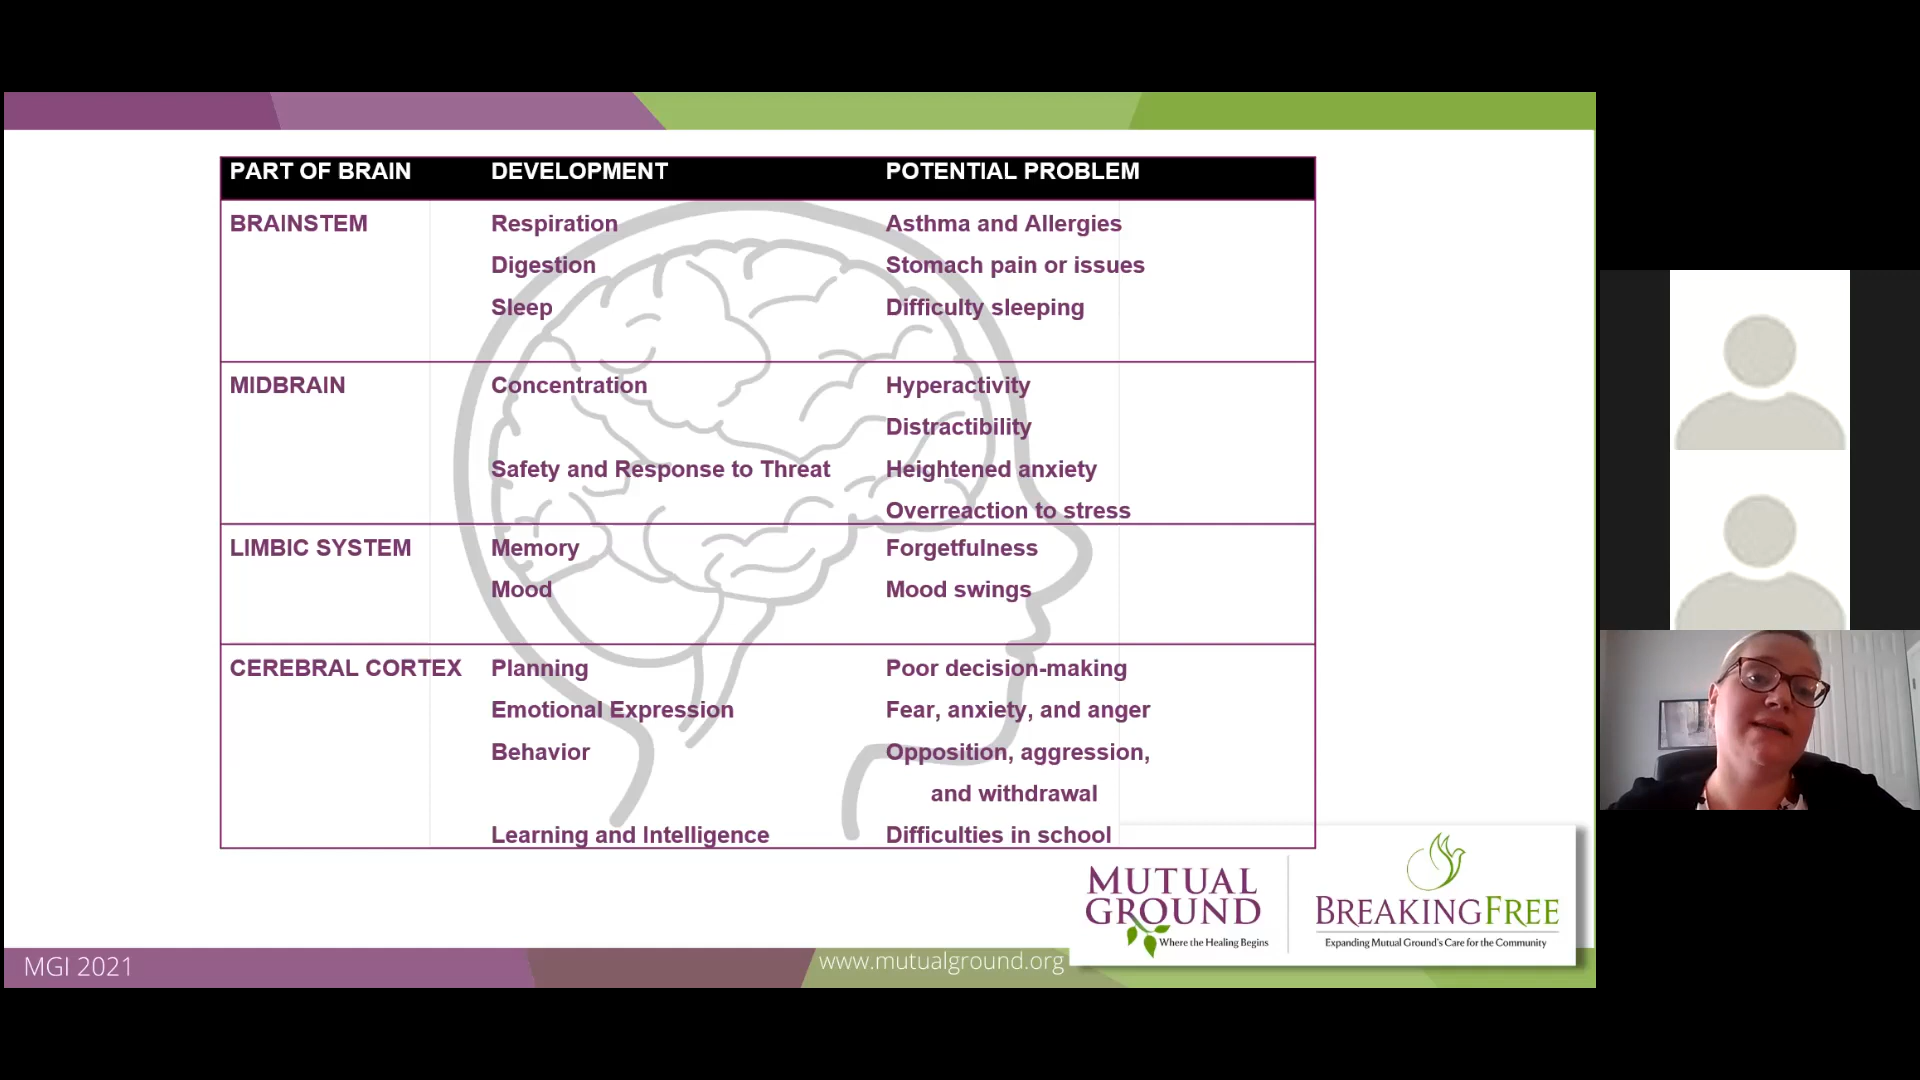 PART OF BRAIN DEVELOPMENT POTENTIAL PROBLEM
BRAINSTEM Respiration Asthma and Allergies
Digestion Stomach pain or issues
Sleep Difficulty sleeping
MIDBRAIN Concentration Hyperactivity
Distractibility
Safety and Response to Threat Heightened anxiety
Overreaction to stress
LIMBIC SYSTEM Memory Forgetfulness
Mood Mood swings
CEREBRAL CORTEX Planning Poor decision-making
Emotional Expression Fear, anxiety, and anger
Behavior Opposition, aggression,
and withdrawal
Learning and Intelligence Difficulties in school
MUTUAL
GROUND
Where the Healing Begins
BREAKINGFREE
Expanding Mutual Ground's Care for the Community
MGI 2021
www.mutualground.org